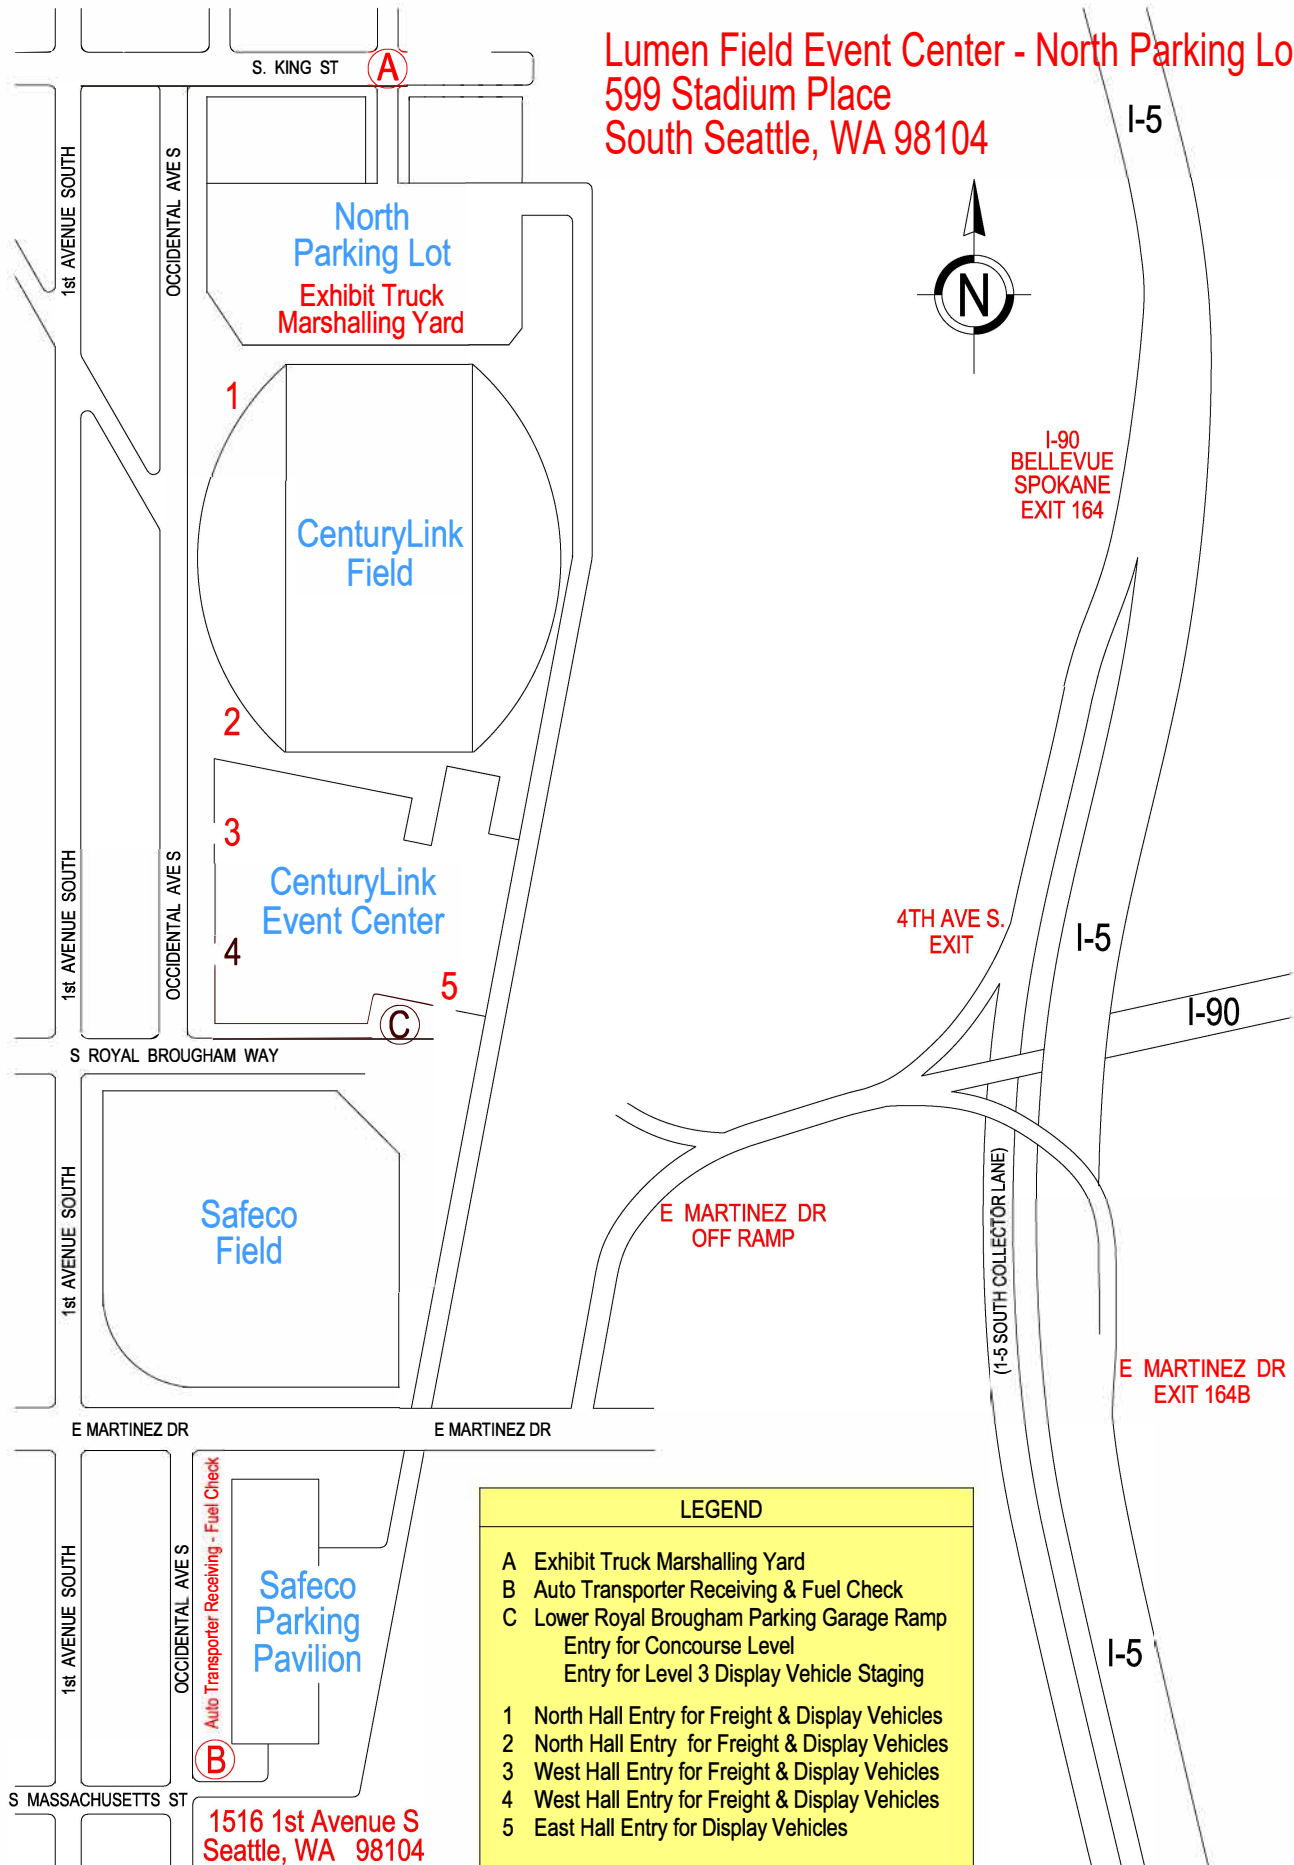 Lumen Field Event Center - North Parking Lo
599 Stadium Place
South Seattle, WA 98104
S. KING ST
A
I-5
1st AVENUE SOUTH
OCCIDENTAL AVE S
North
Parking Lot
Exhibit Truck
Marshalling Yard
N
1
I-90
BELLEVUE
SPOKANE
EXIT 164
CenturyLink
Field
2
3
1st AVENUE SOUTH
OCCIDENTAL AVE S
CenturyLink
Event Center
4
5
C
4TH AVE S.
EXIT
I-5
I-90
S ROYAL BROUGHAM WAY
1st AVENUE SOUTH
Safeco
Field
E MARTINEZ DR
OFF RAMP
(1-5 SOUTH COLLECTOR LANE)
E MARTINEZ DR
EXIT 164B
E MARTINEZ DR
E MARTINEZ DR
1st AVENUE SOUTH
OCCIDENTAL AVE S
Auto Transporter Receiving - Fuel Check
Safeco
Parking
Pavilion
B
S MASSACHUSETTS ST
1516 1st Avenue S
Seattle, WA 98104
I-5
LEGEND
A Exhibit Truck Marshalling Yard
B Auto Transporter Receiving & Fuel Check
C Lower Royal Brougham Parking Garage Ramp
Entry for Concourse Level
Entry for Level 3 Display Vehicle Staging
1 North Hall Entry for Freight & Display Vehicles
2 North Hall Entry for Freight & Display Vehicles
3 West Hall Entry for Freight & Display Vehicles
4 West Hall Entry for Freight & Display Vehicles
5 East Hall Entry for Display Vehicles